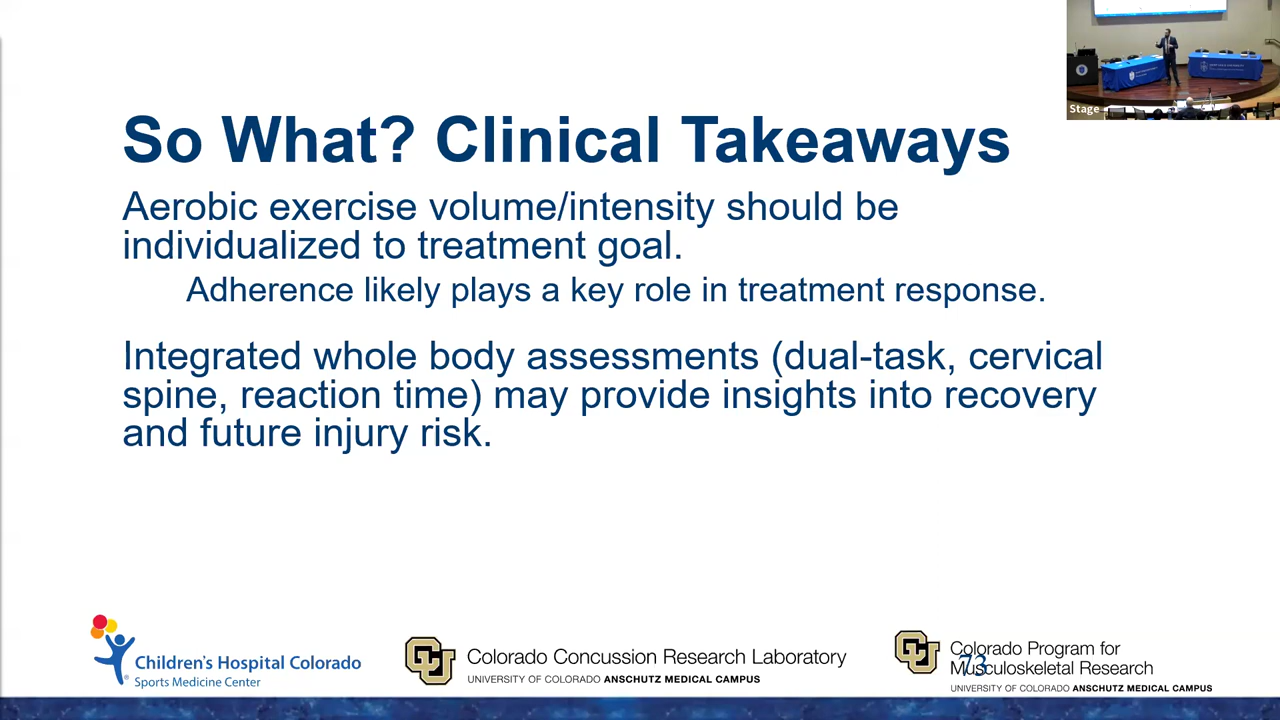 Stage
So What? Clinical Takeaways
Aerobic exercise volume/intensity should be
individualized to treatment goal.
Adherence likely plays a key role in treatment response.
Integrated whole body assessments (dual-task, cervical
spine, reaction time) may provide insights into recovery
and future injury risk.
Children's Hospital Colorado
Sports Medicine Center
CU
Colorado Concussion Research Laboratory
UNIVERSITY OF COLORADO ANSCHUTZ MEDICAL CAMPUS
CU
Colorado Program for
Musculoskeletal Research
UNIVERSITY OF COLORADO ANSCHUTZ MEDICAL CAMPUS
73